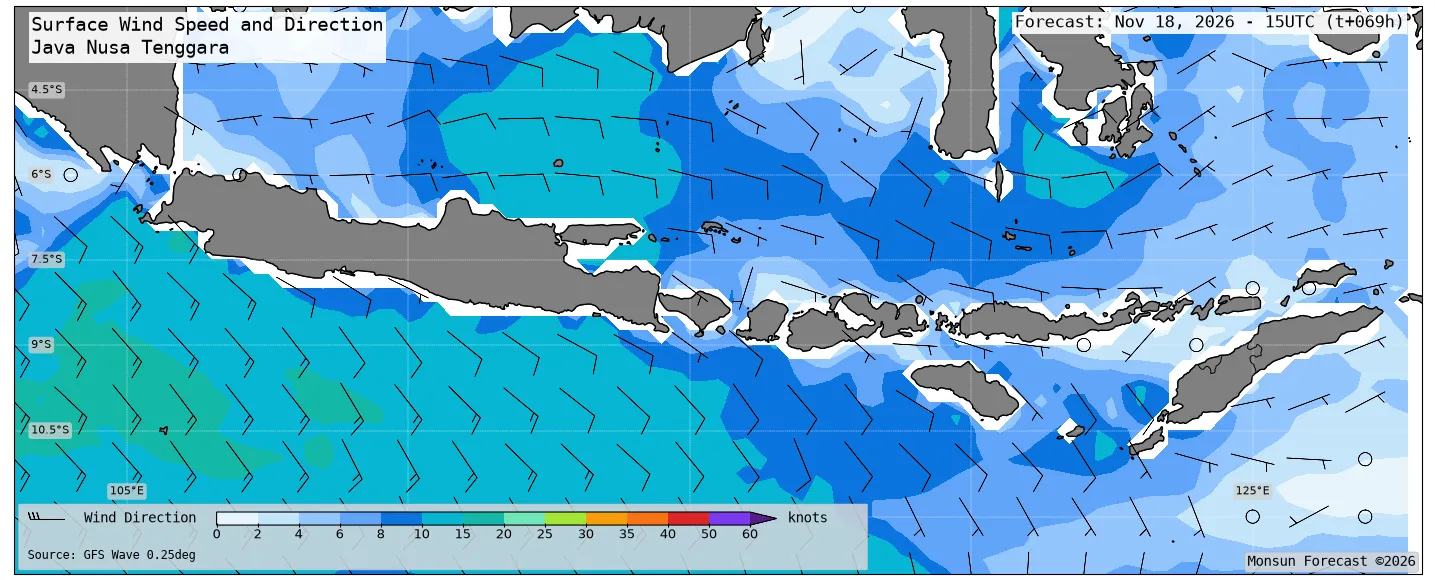 Surface Wind Speed and Direction
Java Nusa Tenggara
Forecast: Nov 18, 2026 - 15UTC (t+069h)
4.5°S
6°S
7.5°S
9°S
10.5°S
105°E
125°E
Wind Direction
0 2 4 6 8 10 15 20 25 30 35 40 50 60
knots
Source: GFS Wave 0.25deg
Monsun Forecast ©2026